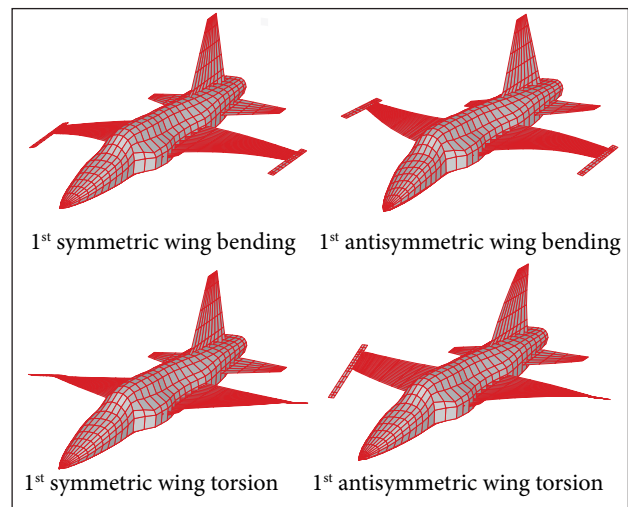 1st symmetric wing bending
1st antisymmetric wing bending
1st symmetric wing torsion
1st antisymmetric wing torsion